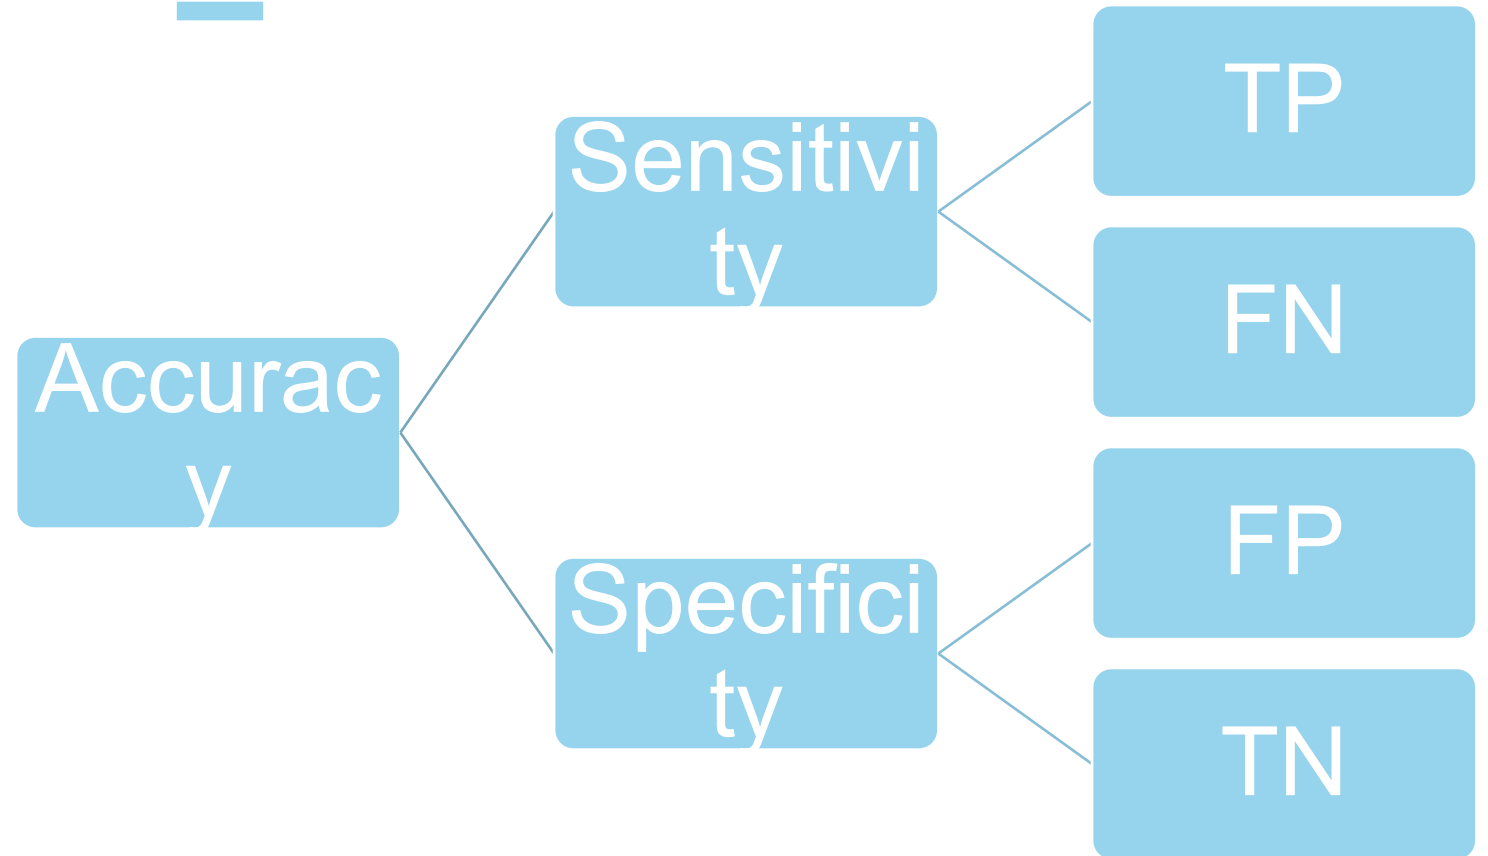 Accurac
y
Sensitivi
ty
Specifici
ty
TP
FN
FP
TN